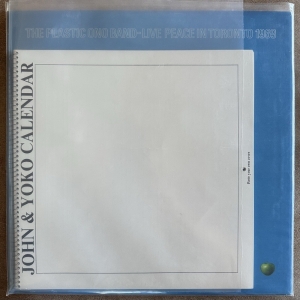 THE PLASTIC ONO BAND-LIVE PEACE IN TORONTO 1969
JOHN & YOKO CALENDAR